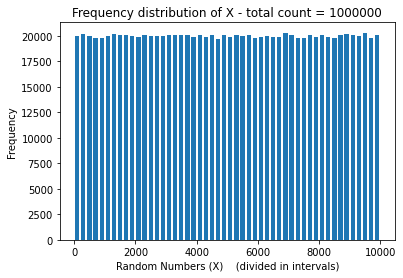 Frequency distribution of X - total count = 1000000
20000
17500
15000
12500
10000
7500
5000
2500
0
Frequency
0 2000 4000 6000 8000 10000
Random Numbers (X)    (divided in intervals)